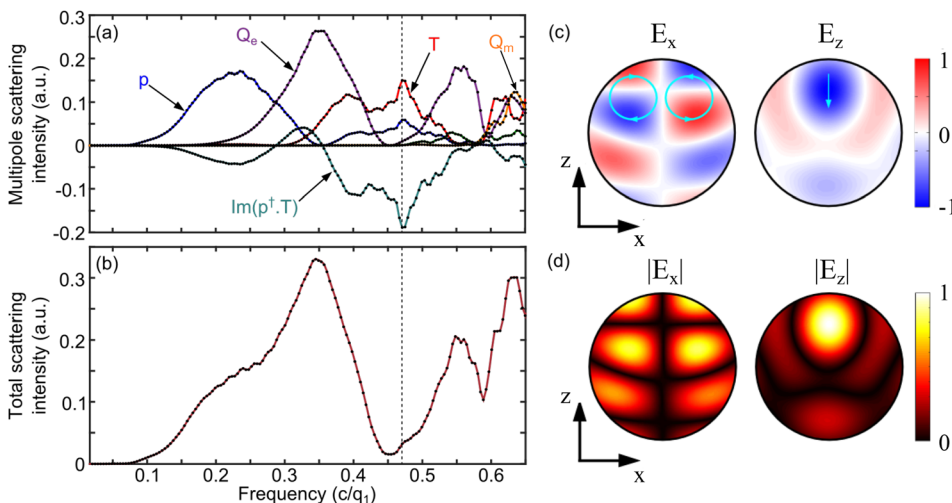 (a)
Multipole scattering
intensity (a.u.)
0.3
0.2
0.1
0
-0.1
-0.2
p
Qe
T
Qm
Im(p†.T)
(b)
Total scattering
intensity (a.u.)
0.3
0.2
0.1
0
0.1 0.2 0.3 0.4 0.5 0.6
Frequency (c/q1)
(c)
Ex Ez
z
x
1
0
-1
(d)
|Ex| |Ez|
z
x
1
0